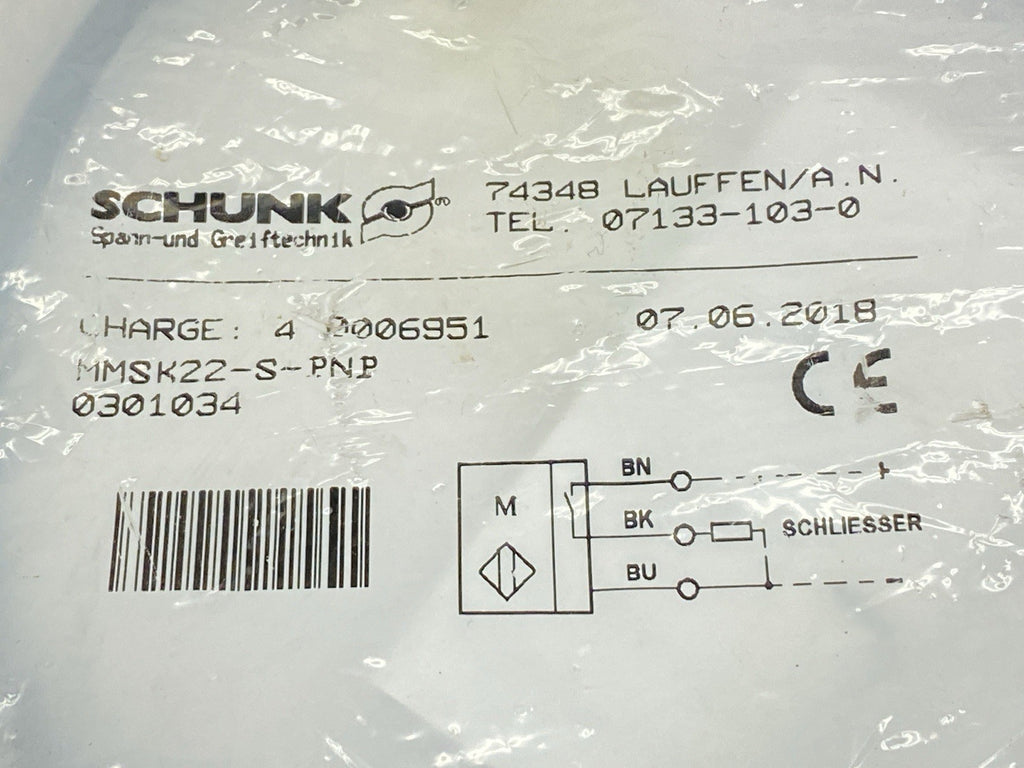 SCHUNK
Spann-und Greiftechnik
74348 LAUFFEN/A.N.
TEL. 07133-103-0
CHARGE: 4 0006951
07.06.2018
MMSK22-S-PNP
0301034
CE
M
BN
+
BK
SCHLIESSER
BU
-